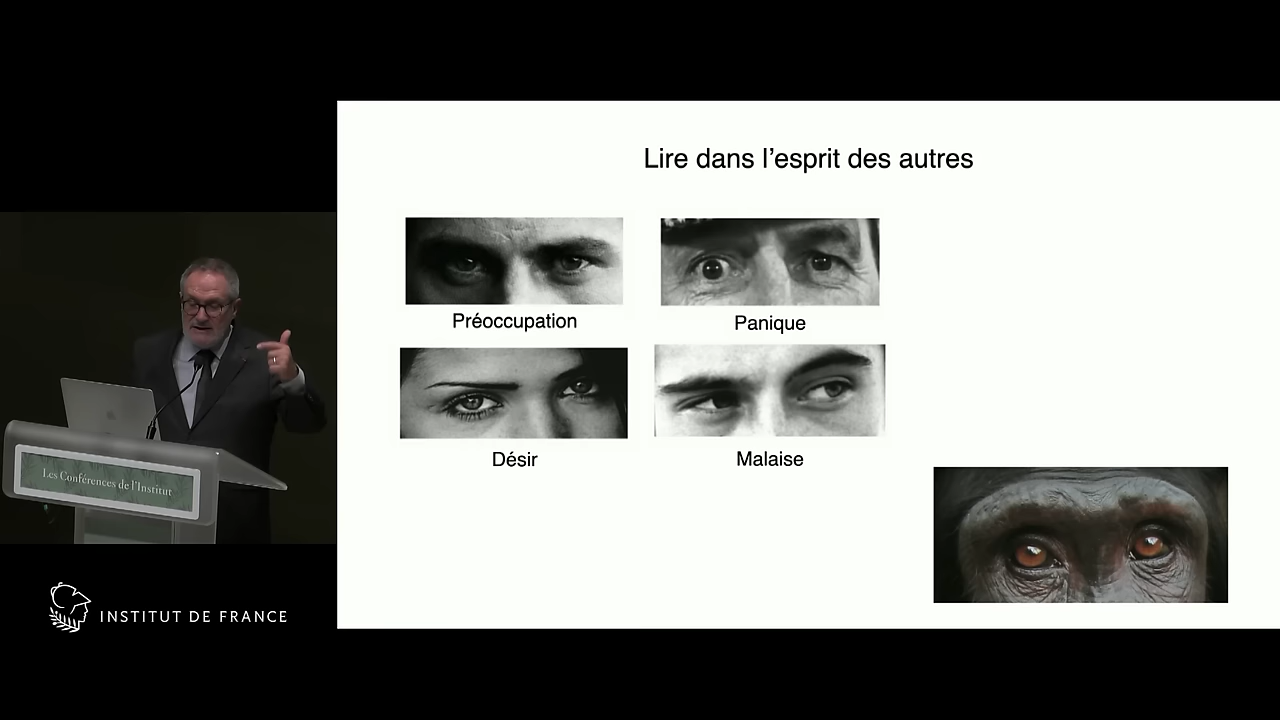 Lire dans l'esprit des autres
Préoccupation
Panique
Désir
Malaise
Les Conférences de l'Institut
INSTITUT DE FRANCE